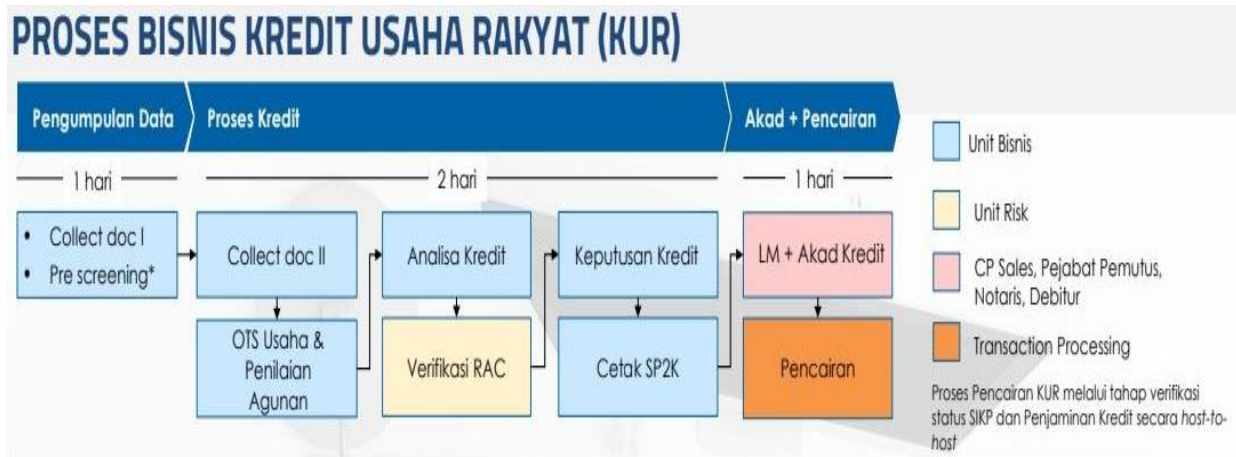 PROSES BISNIS KREDIT USAHA RAKYAT (KUR)
Pengumpulan Data
Proses Kredit
Akad + Pencairan
1 hari
2 hari
1 hari
• Collect doc I
• Pre screening*
Collect doc II
OTS Usaha &
Penilaian
Agunan
Analisa Kredit
Verifikasi RAC
Keputusan Kredit
Cetak SP2K
LM + Akad Kredit
Pencairan
Unit Bisnis
Unit Risk
CP Sales, Pejabat Pemutus,
Notaris, Debitur
Transaction Processing
Proses Pencairan KUR melalui tahap verifikasi
status SIKP dan Penjaminan Kredit secara host-to-
host